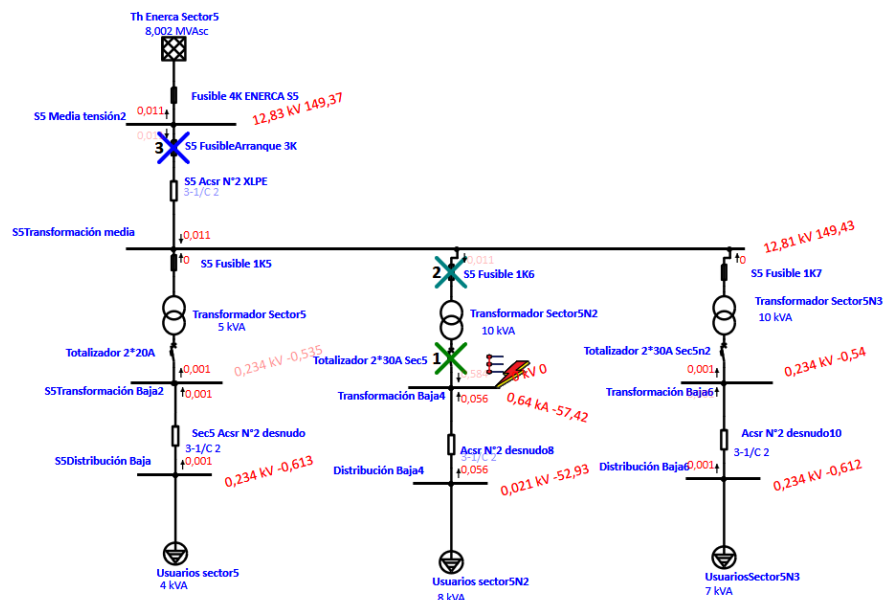 Th Enerca Sector5
8,002 MVAsc
Fusible 4K ENERCA S5
0,011
S5 Media tensión2
12,83 kV 149,37
3
S5 FusibleArranque 3K
S5 Acsr N°2 XLPE
3-1/C 2
S5Transformación media
0,011
12,81 kV 149,43
0
S5 Fusible 1K5
0,011
2
S5 Fusible 1K6
0
S5 Fusible 1K7
Transformador Sector5
5 kVA
Transformador Sector5N2
10 kVA
Transformador Sector5N3
10 kVA
Totalizador 2*20A
0,234 kV -0,535
Totalizador 2*30A Sec5
1
Totalizador 2*30A Sec5n2
0,234 kV -0,54
0,001
S5Transformación Baja2
0,001
kV 0
Transformación Baja4
0,056
0,64 kA -57,42
0,001
Transformación Baja6
Sec5 Acsr N°2 desnudo
3-1/C 2
Acsr N°2 desnudo8
3-1/C 2
Acsr N°2 desnudo10
3-1/C 2
S5Distribución Baja
0,001
0,234 kV -0,613
Distribución Baja4
0,056
0,021 kV -52,93
Distribución Baja6
0,001
0,234 kV -0,612
Usuarios sector5
4 kVA
Usuarios sector5N2
8 kVA
UsuariosSector5N3
7 kVA